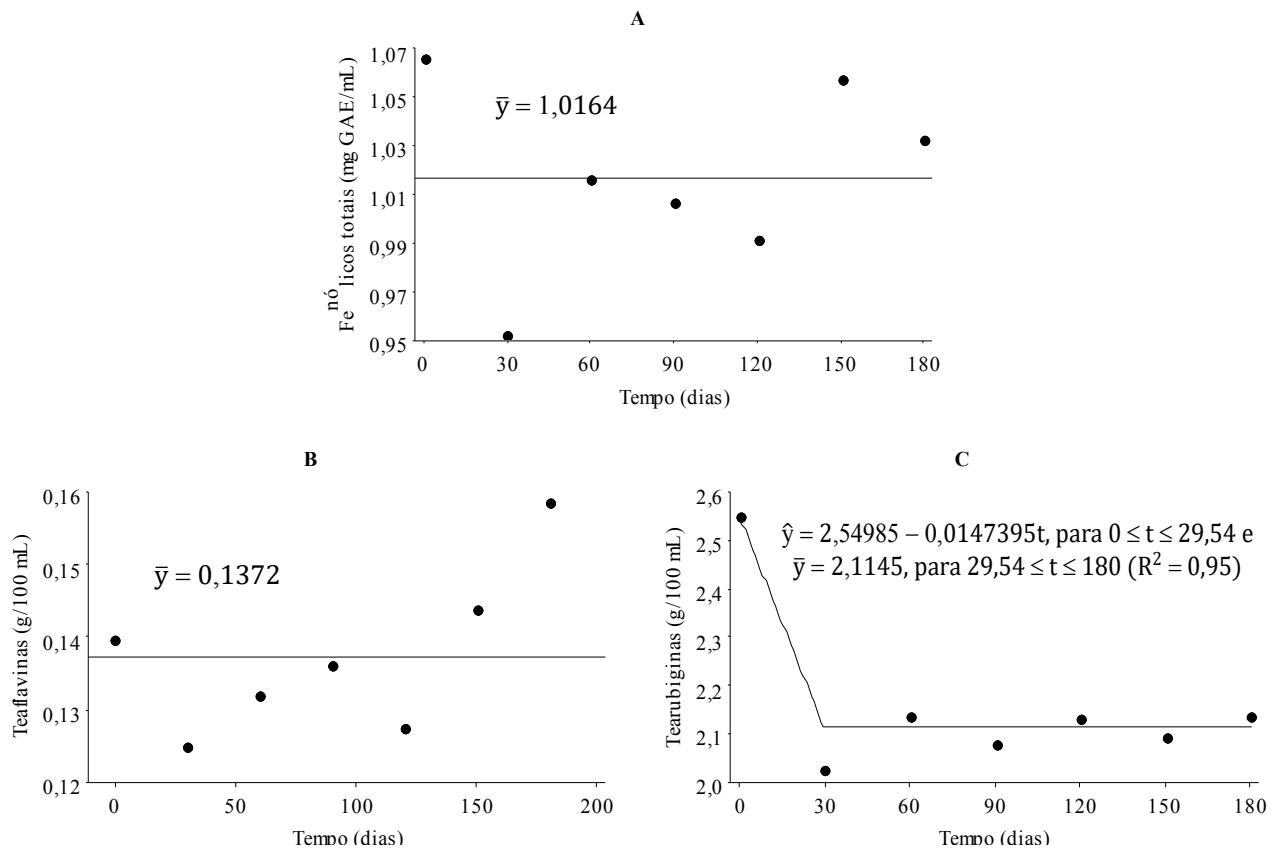 A
Fenólicos totais (mg GAE/mL)
1,07
1,05
1,03
1,01
0,99
0,97
0,95
y̅ = 1,0164
0 30 60 90 120 150 180
Tempo (dias)
B
Teaflavinas (g/100 mL)
0,16
0,15
0,14
0,13
0,12
y̅ = 0,1372
0 50 100 150 200
Tempo (dias)
C
Tearubiginas (g/100 mL)
2,6
2,5
2,4
2,3
2,2
2,1
2,0
ŷ = 2,54985 – 0,0147395t, para 0 ≤ t ≤ 29,54 e
y̅ = 2,1145, para 29,54 ≤ t ≤ 180 (R² = 0,95)
0 30 60 90 120 150 180
Tempo (dias)